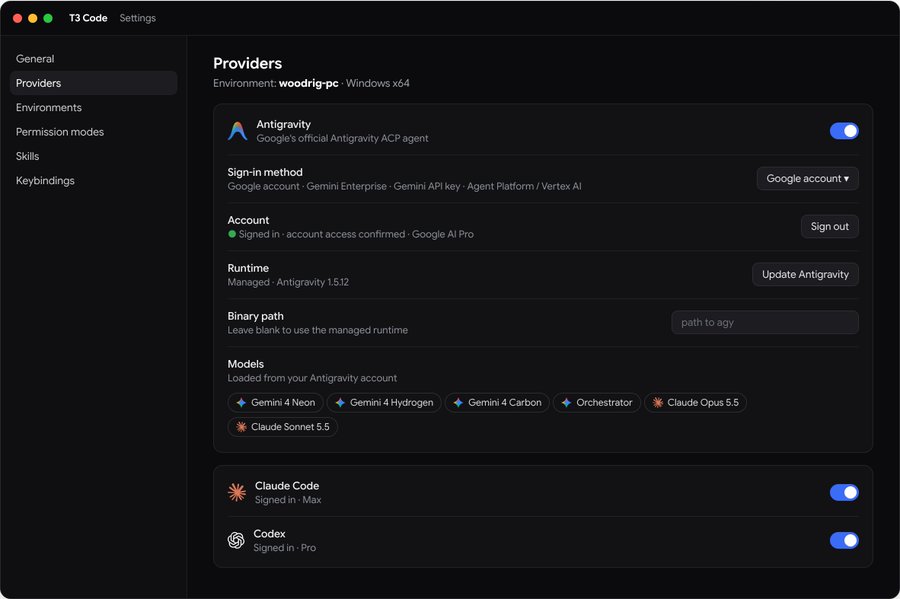 T3 Code Settings
General
Providers
Environments
Permission modes
Skills
Keybindings
Providers
Environment: woodrig-pc · Windows x64
Antigravity
Google's official Antigravity ACP agent
Sign-in method
Google account · Gemini Enterprise · Gemini API key · Agent Platform / Vertex AI
Google account ▾
Account
Signed in · account access confirmed · Google AI Pro
Sign out
Runtime
Managed · Antigravity 1.5.12
Update Antigravity
Binary path
Leave blank to use the managed runtime
path to agy
Models
Loaded from your Antigravity account
Gemini 4 Neon Gemini 4 Hydrogen Gemini 4 Carbon Orchestrator Claude Opus 5.5
Claude Sonnet 5.5
Claude Code
Signed in · Max
Codex
Signed in · Pro